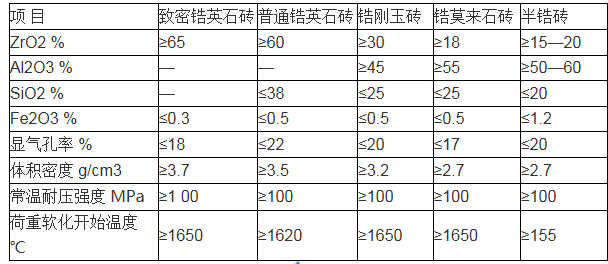 项 目 致密锆英石砖 普通锆英石砖 锆刚玉砖 锆莫来石砖 半锆砖
ZrO2 % ≥65 ≥60 ≥30 ≥18 ≥15—20
Al2O3 % — — ≥45 ≥55 ≥50—60
SiO2 % — ≤38 ≤25 ≤25 ≤20
Fe2O3 % ≤0.3 ≤0.5 ≤0.5 ≤0.5 ≤1.2
显气孔率 % ≤18 ≤22 ≤20 ≤17 ≤20
体积密度 g/cm3 ≥3.7 ≥3.5 ≥3.2 ≥2.7 ≥2.7
常温耐压强度 MPa ≥1 00 ≥100 ≥100 ≥100 ≥100
荷重软化开始温度
℃ ≥1650 ≥1620 ≥1650 ≥1650 ≥155